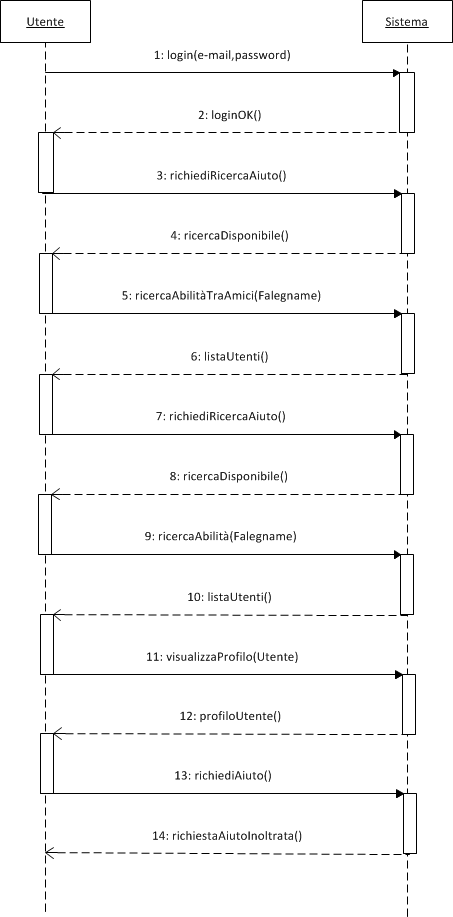 Utente
Sistema
1: login(e-mail,password)
2: loginOK()
3: richiediRicercaAiuto()
4: ricercaDisponibile()
5: ricercaAbilitàTraAmici(Falegname)
6: listaUtenti()
7: richiediRicercaAiuto()
8: ricercaDisponibile()
9: ricercaAbilità(Falegname)
10: listaUtenti()
11: visualizzaProfilo(Utente)
12: profiloUtente()
13: richiediAiuto()
14: richiestaAiutoInoltrata()